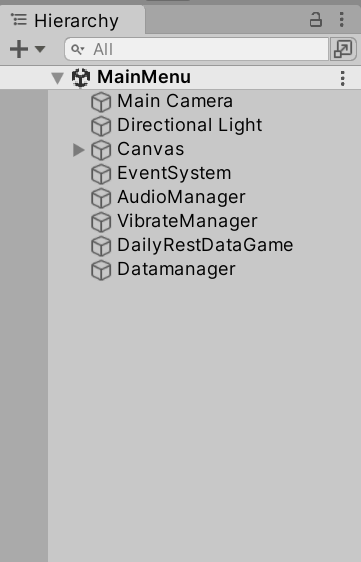 Hierarchy
All
MainMenu
Main Camera
Directional Light
Canvas
EventSystem
AudioManager
VibrateManager
DailyRestDataGame
Datamanager